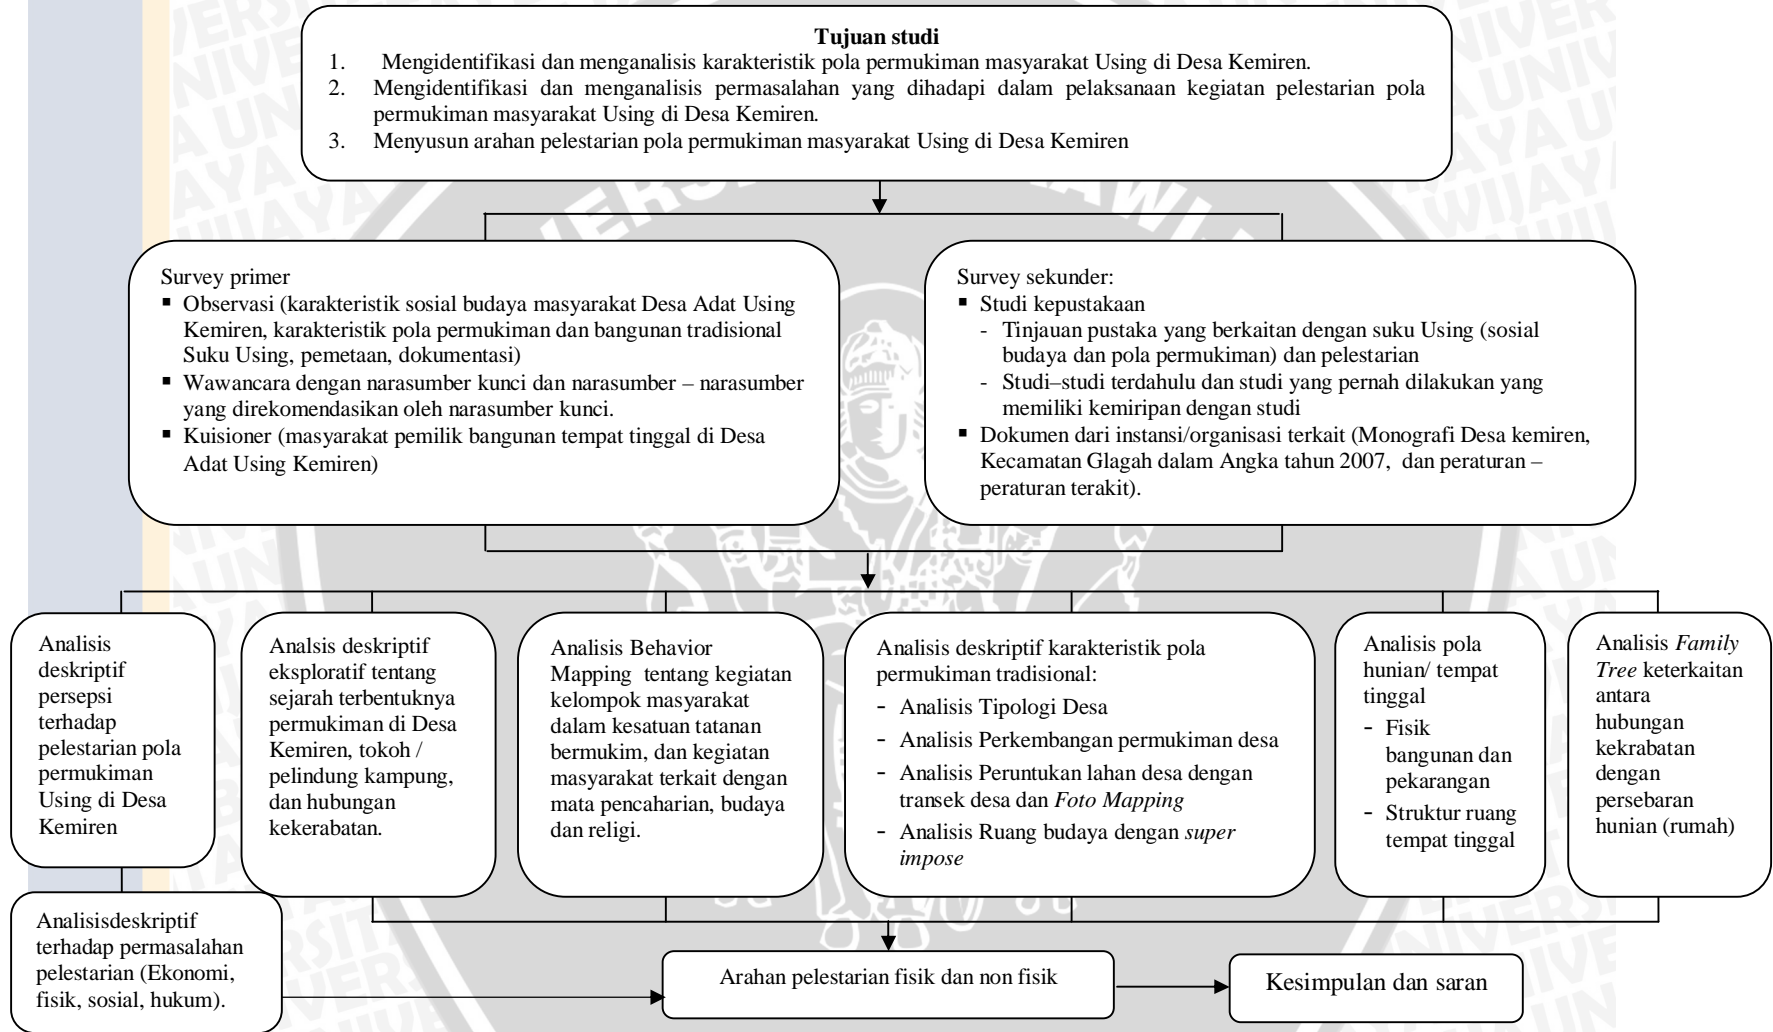 Tujuan studi
1. Mengidentifikasi dan menganalisis karakteristik pola permukiman masyarakat Using di Desa Kemiren.
2. Mengidentifikasi dan menganalisis permasalahan yang dihadapi dalam pelaksanaan kegiatan pelestarian pola
permukiman masyarakat Using di Desa Kemiren.
3. Menyusun arahan pelestarian pola permukiman masyarakat Using di Desa Kemiren
Survey primer
▪ Observasi (karakteristik sosial budaya masyarakat Desa Adat Using
Kemiren, karakteristik pola permukiman dan bangunan tradisional
Suku Using, pemetaan, dokumentasi)
▪ Wawancara dengan narasumber kunci dan narasumber – narasumber
yang direkomendasikan oleh narasumber kunci.
▪ Kuisioner (masyarakat pemilik bangunan tempat tinggal di Desa
Adat Using Kemiren)
Survey sekunder:
▪ Studi kepustakaan
- Tinjauan pustaka yang berkaitan dengan suku Using (sosial
budaya dan pola permukiman) dan pelestarian
- Studi–studi terdahulu dan studi yang pernah dilakukan yang
memiliki kemiripan dengan studi
▪ Dokumen dari instansi/organisasi terkait (Monografi Desa kemiren,
Kecamatan Glagah dalam Angka tahun 2007, dan peraturan –
peraturan terakit).
Analisis
deskriptif
persepsi
terhadap
pelestarian pola
permukiman
Using di Desa
Kemiren
Analsis deskriptif
eksploratif tentang
sejarah terbentuknya
permukiman di Desa
Kemiren, tokoh /
pelindung kampung,
dan hubungan
kekerabatan.
Analisis Behavior
Mapping tentang kegiatan
kelompok masyarakat
dalam kesatuan tatanan
bermukim, dan kegiatan
masyarakat terkait dengan
mata pencaharian, budaya
dan religi.
Analisis deskriptif karakteristik pola
permukiman tradisional:
- Analisis Tipologi Desa
- Analisis Perkembangan permukiman desa
- Analisis Peruntukan lahan desa dengan
transek desa dan Foto Mapping
- Analisis Ruang budaya dengan super
impose
Analisis pola
hunian/ tempat
tinggal
- Fisik
bangunan dan
pekarangan
- Struktur ruang
tempat tinggal
Analisis Family
Tree keterkaitan
antara
hubungan
kekrabatan
dengan
persebaran
hunian (rumah)
Analisisdeskriptif
terhadap permasalahan
pelestarian (Ekonomi,
fisik, sosial, hukum).
Arahan pelestarian fisik dan non fisik
Kesimpulan dan saran